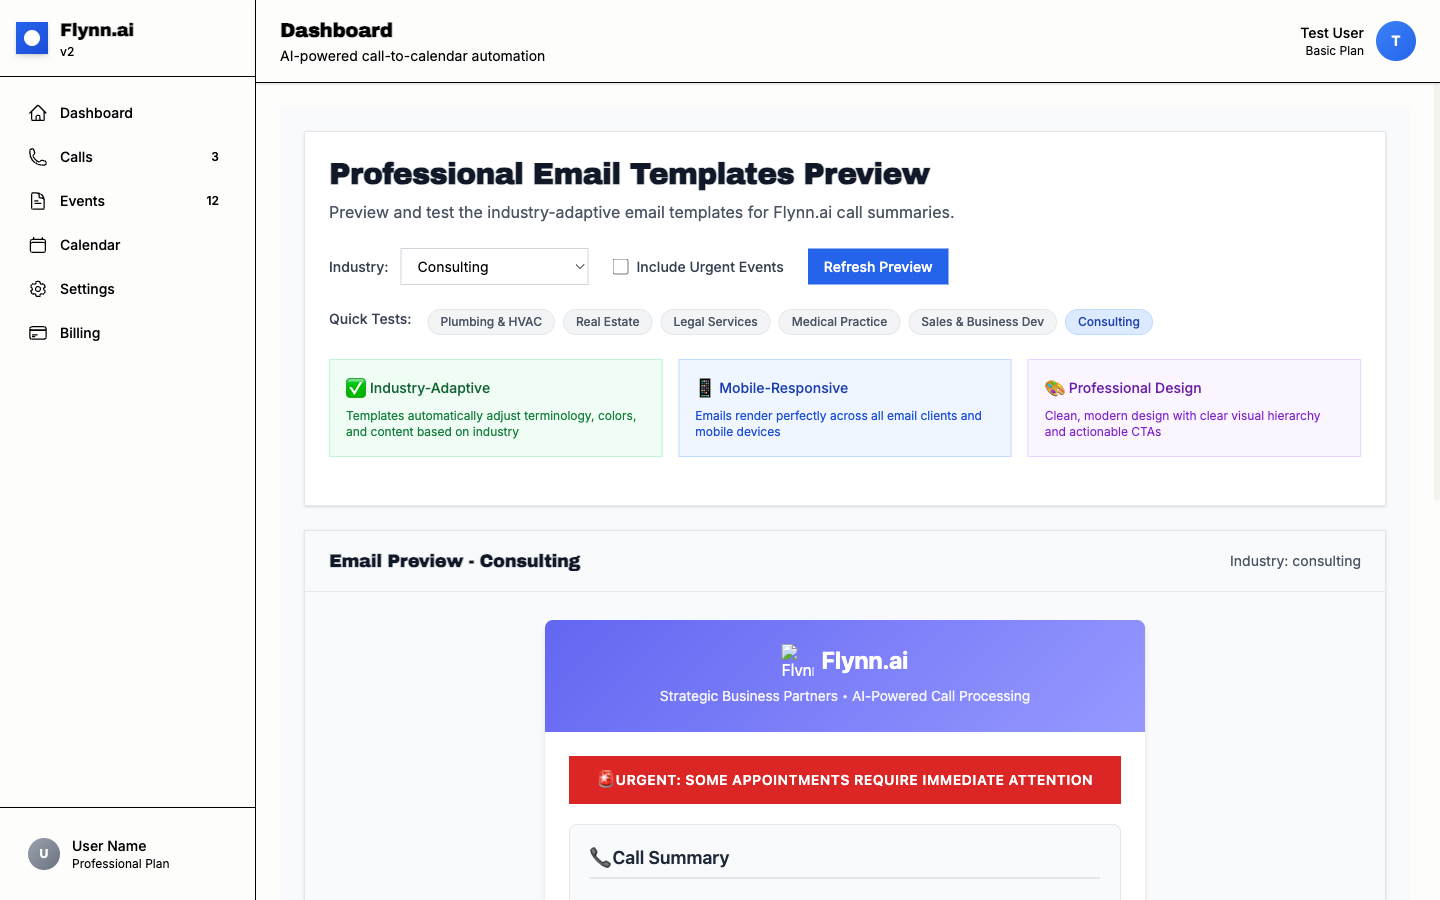 Flynn.ai
v2
Dashboard
Calls 3
Events 12
Calendar
Settings
Billing
U
User Name
Professional Plan
Dashboard
AI-powered call-to-calendar automation
Test User
Basic Plan
T
Professional Email Templates Preview
Preview and test the industry-adaptive email templates for Flynn.ai call summaries.
Industry: Consulting Include Urgent Events Refresh Preview
Quick Tests: Plumbing & HVAC Real Estate Legal Services Medical Practice Sales & Business Dev Consulting
✅ Industry-Adaptive
Templates automatically adjust terminology, colors,
and content based on industry
📱 Mobile-Responsive
Emails render perfectly across all email clients and
mobile devices
🎨 Professional Design
Clean, modern design with clear visual hierarchy
and actionable CTAs
Email Preview - Consulting
Industry: consulting
Flynn.ai
Strategic Business Partners • AI-Powered Call Processing
🚨URGENT: SOME APPOINTMENTS REQUIRE IMMEDIATE ATTENTION
📞Call Summary